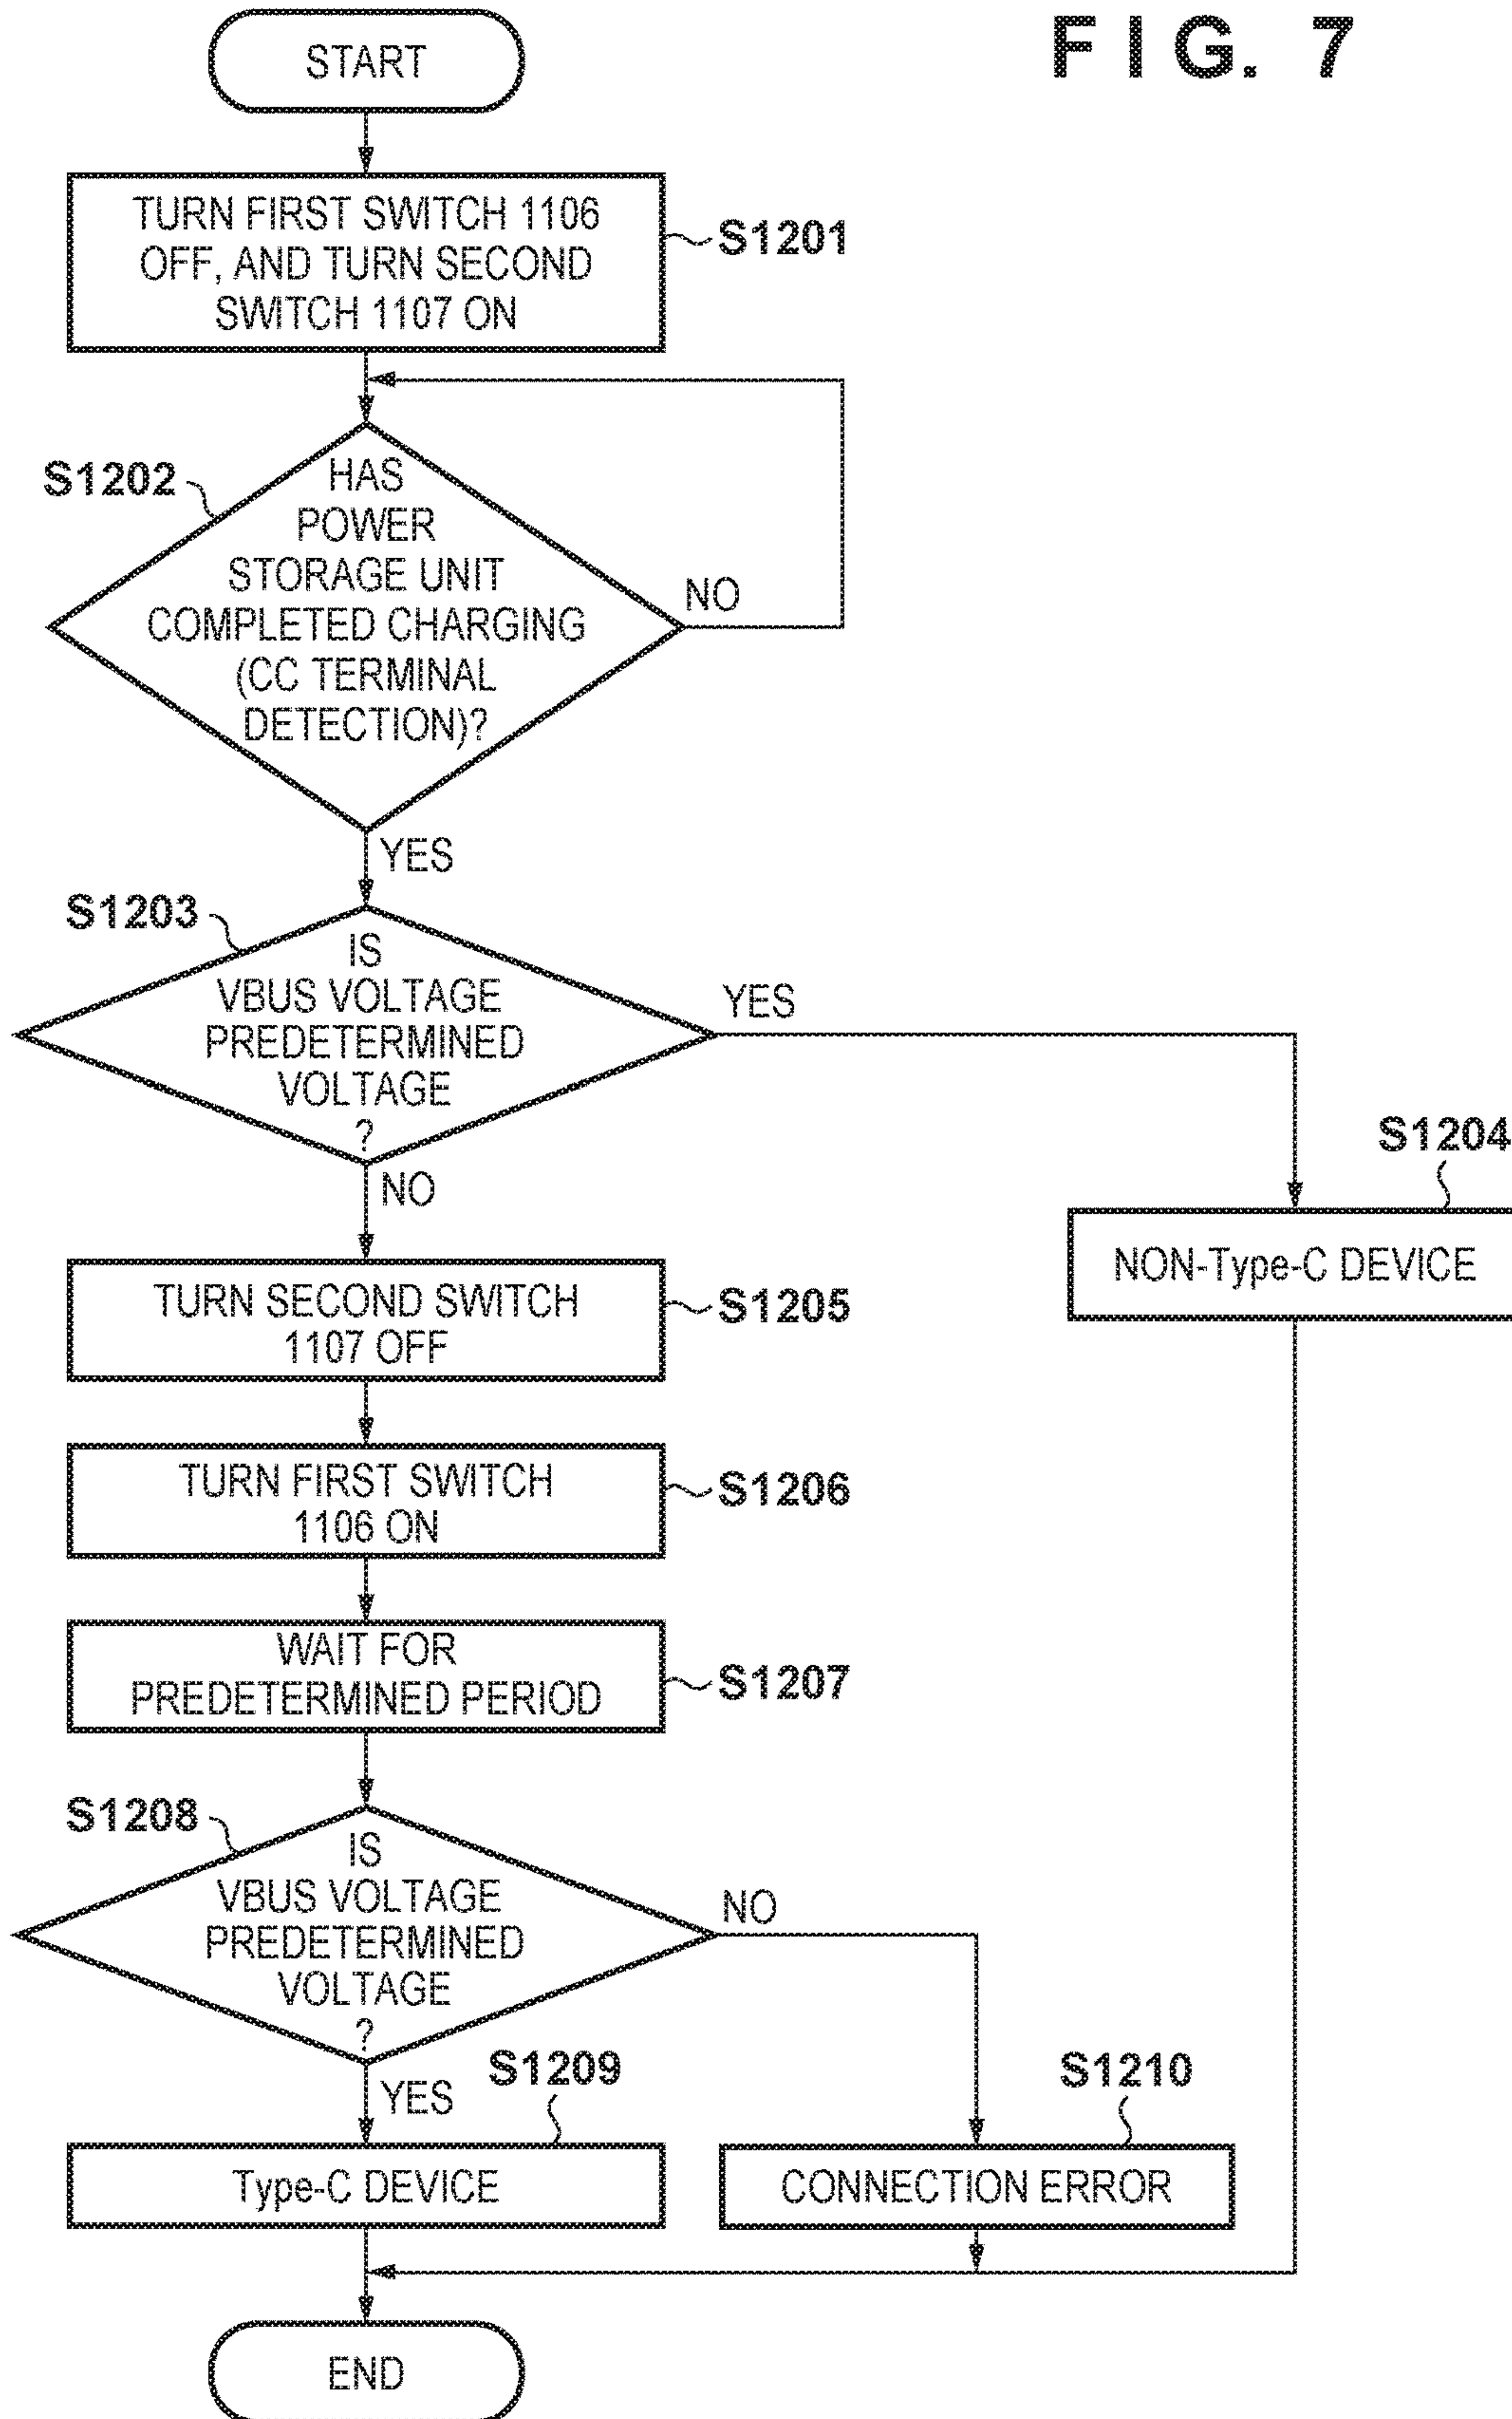 FIG. 7
START
TURN FIRST SWITCH 1106
OFF, AND TURN SECOND
SWITCH 1107 ON
S1201
S1202
HAS
POWER
STORAGE UNIT
COMPLETED CHARGING
(CC TERMINAL
DETECTION)?
NO
YES
S1203
IS
VBUS VOLTAGE
PREDETERMINED
VOLTAGE
?
YES
NO
S1204
NON-Type-C DEVICE
TURN SECOND SWITCH
1107 OFF
S1205
TURN FIRST SWITCH
1106 ON
S1206
WAIT FOR
PREDETERMINED PERIOD
S1207
S1208
IS
VBUS VOLTAGE
PREDETERMINED
VOLTAGE
?
NO
YES
S1209
Type-C DEVICE
S1210
CONNECTION ERROR
END